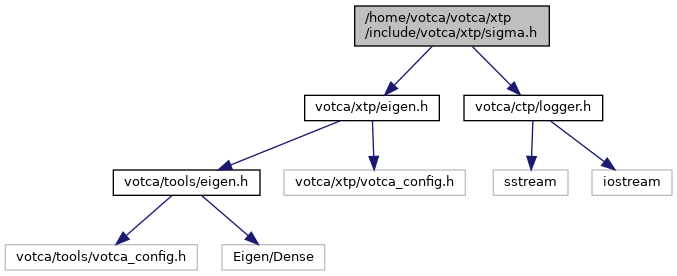 /home/votca/votca/xtp
/include/votca/xtp/sigma.h
votca/xtp/eigen.h
votca/ctp/logger.h
votca/tools/eigen.h
votca/xtp/votca_config.h
sstream
iostream
votca/tools/votca_config.h
Eigen/Dense